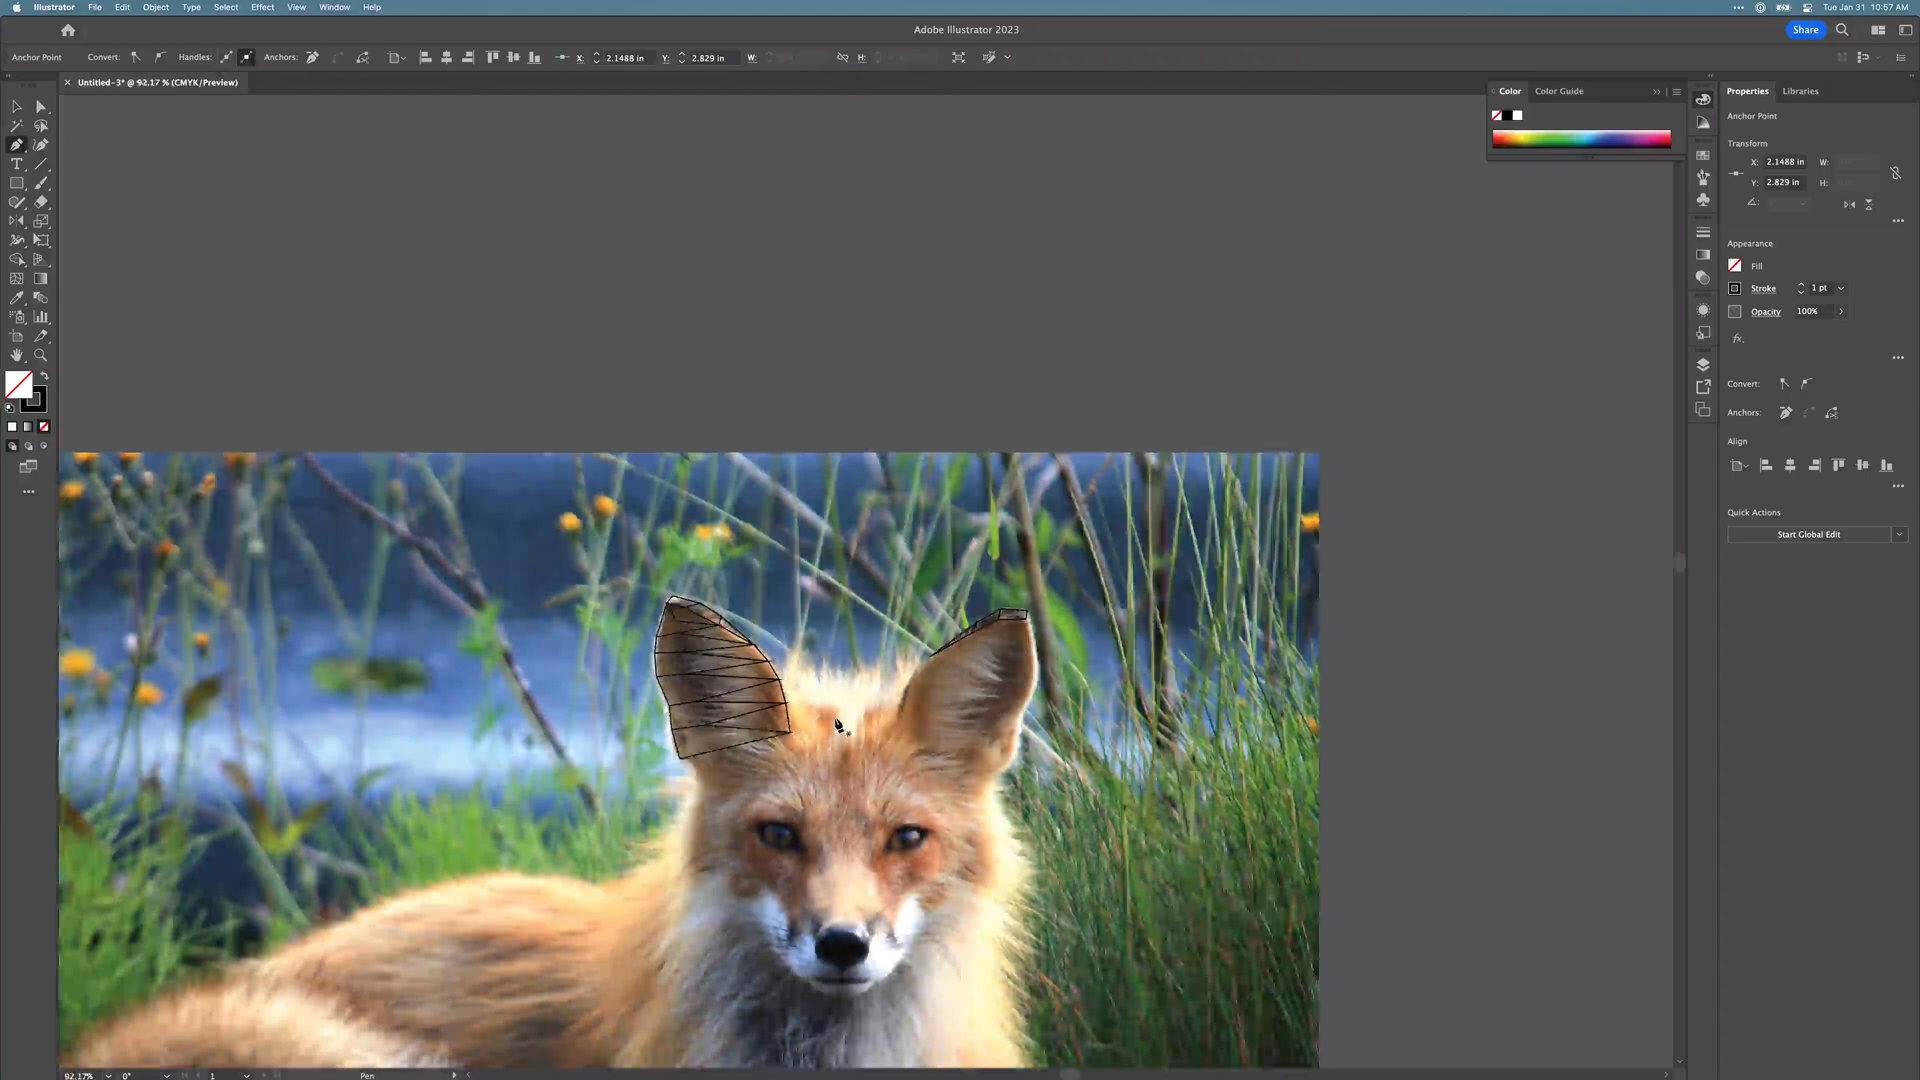 Illustrator File Edit Object Type Select Effect View Window Help
Tue Jan 31 10:57 AM
Adobe Illustrator 2023
Share
Anchor Point Convert: Handles: Anchors: X: 2.1488 in Y: 2.829 in W: H:
× Untitled-3* @ 92.17 % (CMYK/Preview)
Color Color Guide
Properties Libraries
Anchor Point
Transform
X: 2.1488 in W:
Y: 2.829 in H:
Appearance
Fill
Stroke 1 pt
Opacity 100%
fx.
Convert:
Anchors:
Align
Quick Actions
Start Global Edit
92.17% 0° 1 Pen